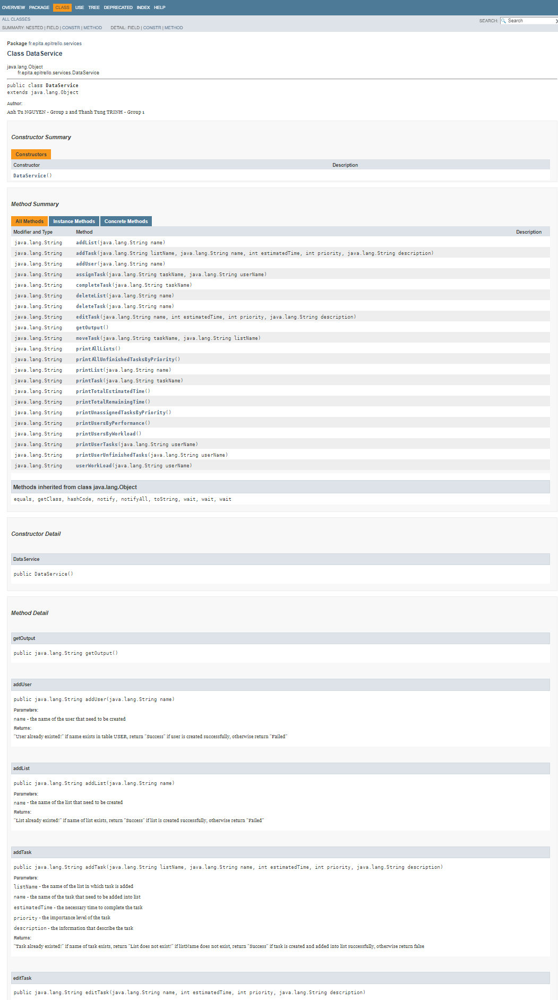 OVERVIEW PACKAGE CLASS USE TREE DEPRECATED INDEX HELP
ALL CLASSES
SEARCH: Search
SUMMARY: NESTED | FIELD | CONSTR | METHOD DETAIL: FIELD | CONSTR | METHOD
Package fr.epita.epitrello.services
Class DataService
java.lang.Object
fr.epita.epitrello.services.DataService
public class DataService
extends java.lang.Object
Author:
Anh Tu NGUYEN - Group 2 and Thanh Tung TRINH - Group 1
Constructor Summary
Constructors
Constructor Description
DataService()
Method Summary
All Methods Instance Methods Concrete Methods
Modifier and Type Method Description
java.lang.String addList(java.lang.String name)
java.lang.String addTask(java.lang.String listName, java.lang.String name, int estimatedTime, int priority, java.lang.String description)
java.lang.String addUser(java.lang.String name)
java.lang.String assignTask(java.lang.String taskName, java.lang.String userName)
java.lang.String completeTask(java.lang.String taskName)
java.lang.String deleteList(java.lang.String name)
java.lang.String deleteTask(java.lang.String name)
java.lang.String editTask(java.lang.String name, int estimatedTime, int priority, java.lang.String description)
java.lang.String getOutput()
java.lang.String moveTask(java.lang.String taskName, java.lang.String listName)
java.lang.String printAllLists()
java.lang.String printAllUnfinishedTasksByPriority()
java.lang.String printList(java.lang.String name)
java.lang.String printTask(java.lang.String taskName)
java.lang.String printTotalEstimatedTime()
java.lang.String printTotalRemainingTime()
java.lang.String printUnassignedTasksByPriority()
java.lang.String printUsersByPerformance()
java.lang.String printUsersByWorkload()
java.lang.String printUserTasks(java.lang.String userName)
java.lang.String printUserUnfinishedTasks(java.lang.String userName)
java.lang.String userWorkLoad(java.lang.String userName)
Methods inherited from class java.lang.Object
equals, getClass, hashCode, notify, notifyAll, toString, wait, wait, wait
Constructor Detail
DataService
public DataService()
Method Detail
getOutput
public java.lang.String getOutput()
addUser
public java.lang.String addUser(java.lang.String name)
Parameters:
name - the name of the user that need to be created
Returns:
"User already existed!" if name exists in table USER, return "Success" if user is created successfully, otherwise return "Failed"
addList
public java.lang.String addList(java.lang.String name)
Parameters:
name - the name of the list that need to be created
Returns:
"List already existed!" if name of list exists, return "Success" if list is created successfully, otherwise return "Failed"
addTask
public java.lang.String addTask(java.lang.String listName, java.lang.String name, int estimatedTime, int priority, java.lang.String description)
Parameters:
listName - the name of the list in which task is added
name - the name of the task that need to be added into list
estimatedTime - the necessary time to complete the task
priority - the importance level of the task
description - the information that describe the task
Returns:
"Task already existed!" if name of task exists, return "List does not exist!" if listName does not exist, return "Success" if task is created and added into list successfully, otherwise return false
editTask
public java.lang.String editTask(java.lang.String name, int estimatedTime, int priority, java.lang.String description)